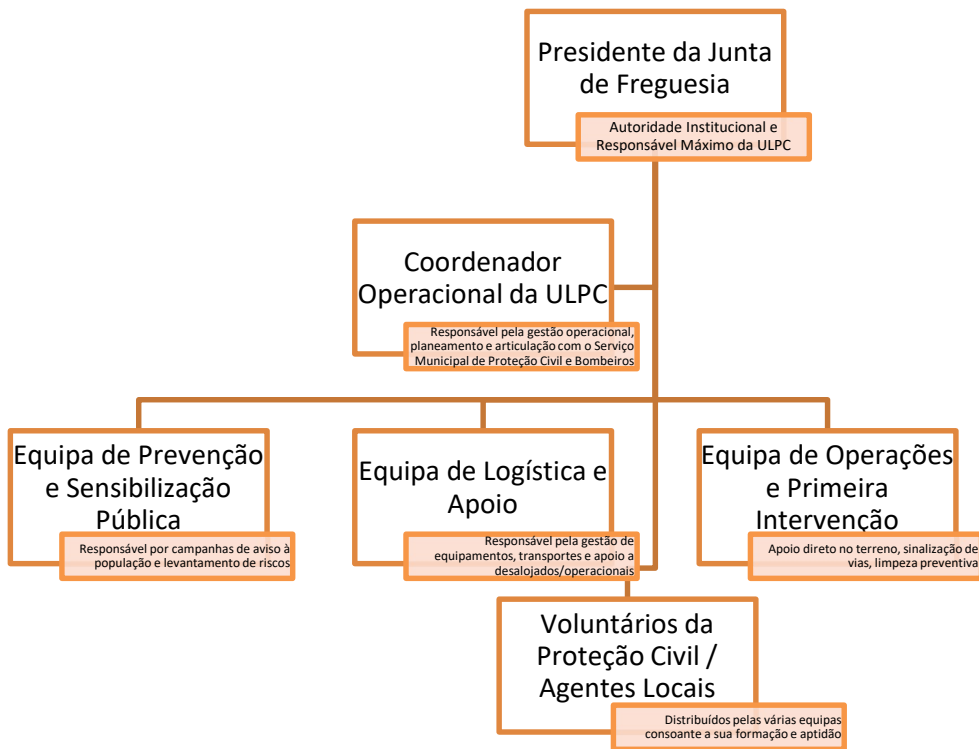 Presidente da Junta
de Freguesia
Autoridade Institucional e
Responsável Máximo da ULPC
Coordenador
Operacional da ULPC
Responsável pela gestão operacional,
planeamento e articulação com o Serviço
Municipal de Proteção Civil e Bombeiros
Equipa de Prevenção
e Sensibilização
Pública
Responsável por campanhas de aviso à
população e levantamento de riscos
Equipa de Logística e
Apoio
Responsável pela gestão de
equipamentos, transportes e apoio a
desalojados/operacionais
Equipa de Operações
e Primeira
Intervenção
Apoio direto no terreno, sinalização de
vias, limpeza preventiva
Voluntários da
Proteção Civil /
Agentes Locais
Distribuídos pelas várias equipas
consoante a sua formação e aptidão